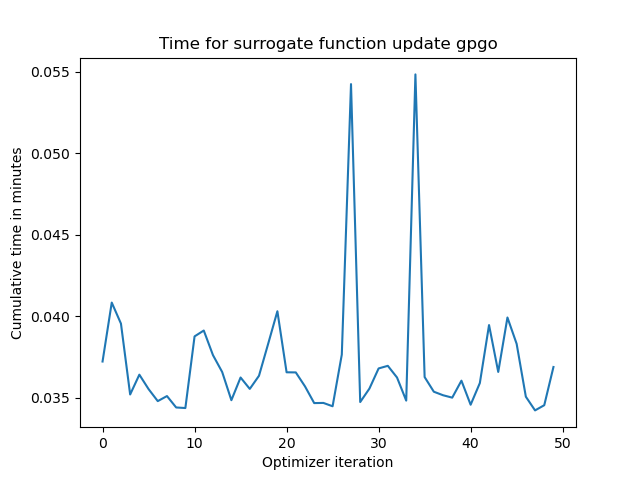 Time for surrogate function update gpgo
Cumulative time in minutes
0.055
0.050
0.045
0.040
0.035
0 10 20 30 40 50
Optimizer iteration